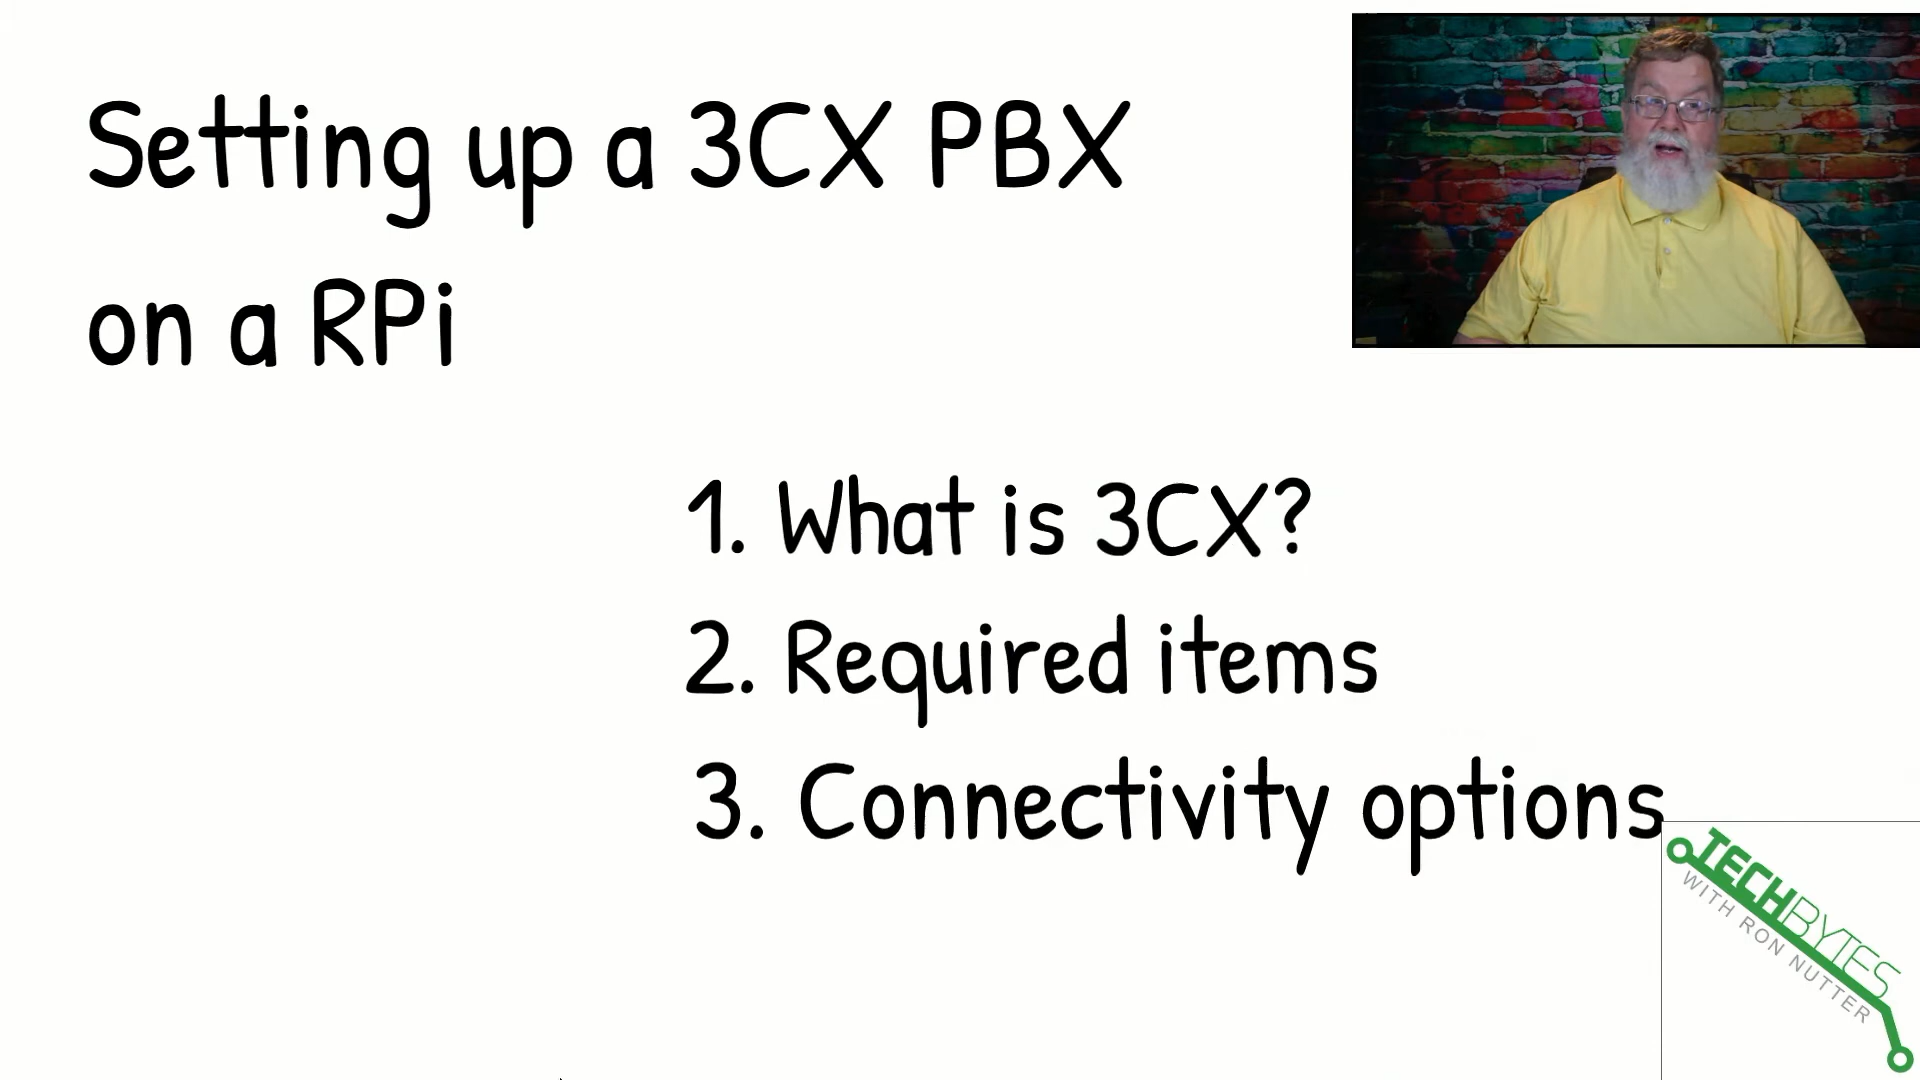 Setting up a 3CX PBX
on a RPi
1. What is 3CX?
2. Required items
3. Connectivity options
TECHBYTES
WITH RON NUTTER